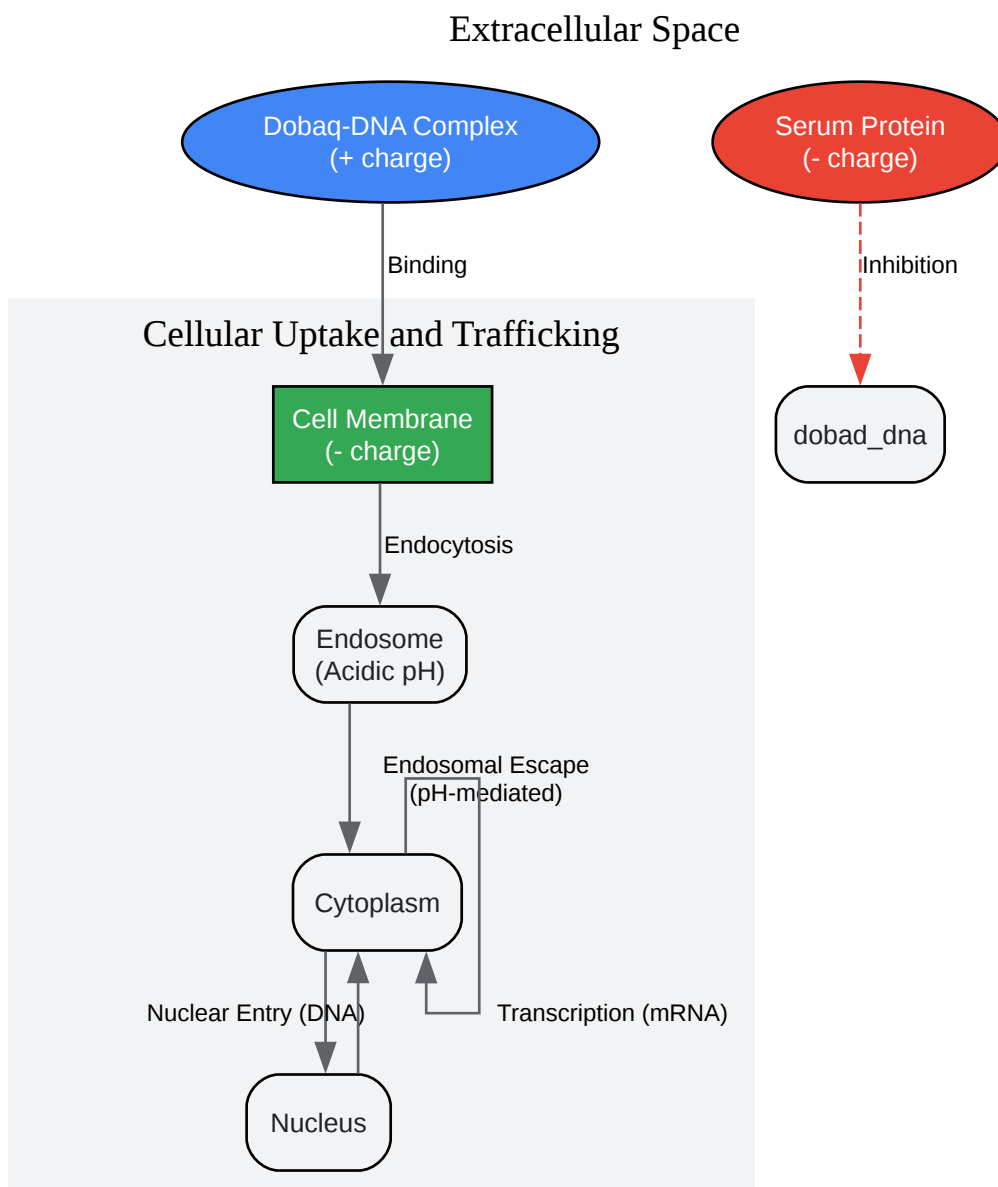 Extracellular Space
Dobaq-DNA Complex
(+ charge)
Serum Protein
(- charge)
Binding
Inhibition
Cellular Uptake and Trafficking
Cell Membrane
(- charge)
dobad_dna
Endocytosis
Endosome
(Acidic pH)
Endosomal Escape
(pH-mediated)
Cytoplasm
Nuclear Entry (DNA)
Transcription (mRNA)
Nucleus